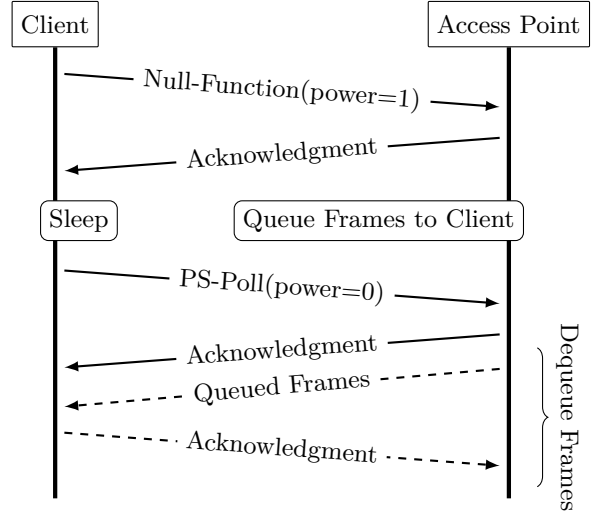 Client
Access Point
Null-Function(power=1)
Acknowledgment
Sleep
Queue Frames to Client
PS-Poll(power=0)
Acknowledgment
Queued Frames
Acknowledgment
Dequeue Frames